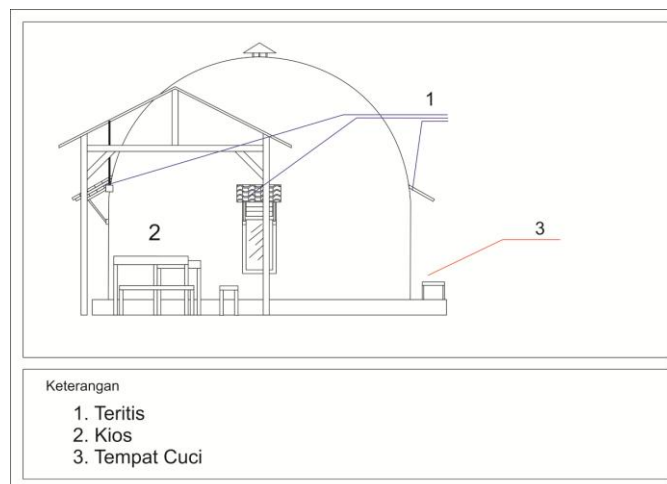 1
2
3
Keterangan
1. Teritis
2. Kios
3. Tempat Cuci